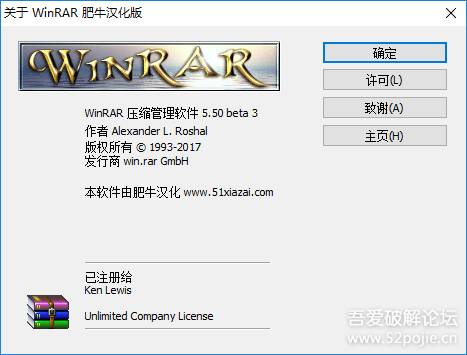 关于 WinRAR 肥牛汉化版
WINRAR
确定
许可(L)
致谢(A)
主页(H)
WinRAR 压缩管理软件 5.50 beta 3
作者 Alexander L. Roshal
版权所有 © 1993-2017
发行商 win.rar GmbH
本软件由肥牛汉化 www.51xiazai.com
已注册给
Ken Lewis
Unlimited Company License
吾爱破解论坛
www.52pojie.cn